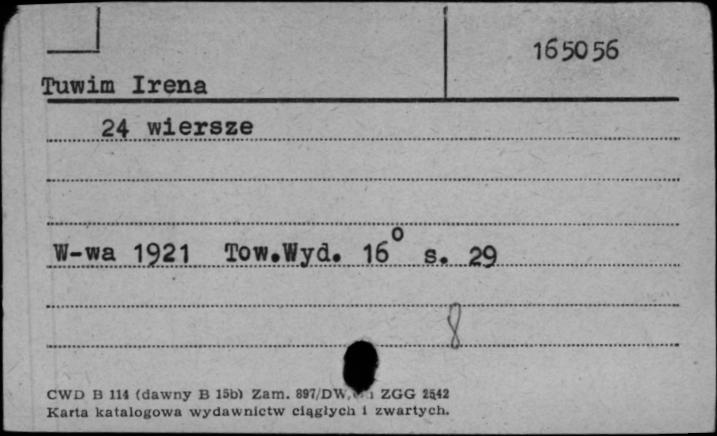 165056
Tuwim Irena
24 wiersze
W-wa 1921 Tow.Wyd. 16⁰ s. 29
8
CWD B 114 (dawny B 15b) Zam. 897/DW, ZGG 2542
Karta katalogowa wydawnictw ciągłych i zwartych.